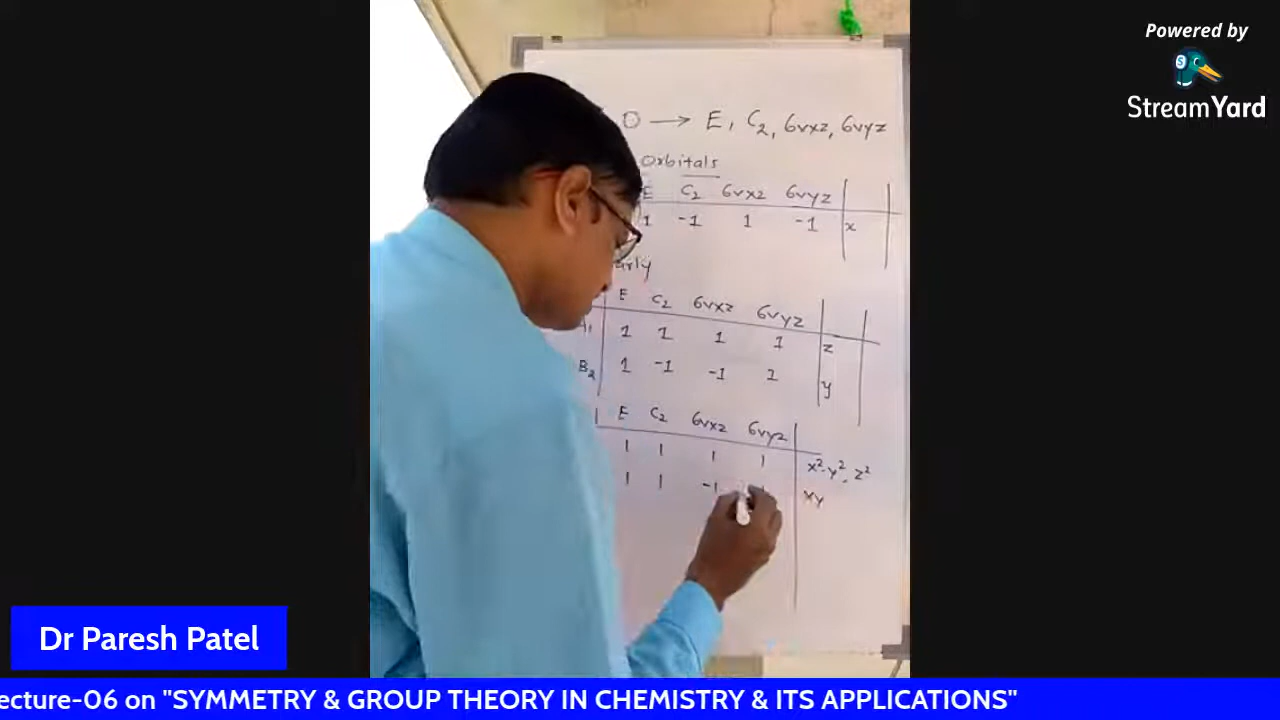 Powered by
StreamYard
O → E, C2, 6vxz, 6vyz
Orbitals
E C2 6vxz 6vyz
1 -1 1 -1 x
E C2 6vxz 6vyz
A1 1 1 1 1 z
B2 1 -1 -1 1 y
E C2 6vxz 6vyz
1 1 1 1 x²-y², z²
1 1 -1 xy
Dr Paresh Patel
ecture-06 on "SYMMETRY & GROUP THEORY IN CHEMISTRY & ITS APPLICATIONS"